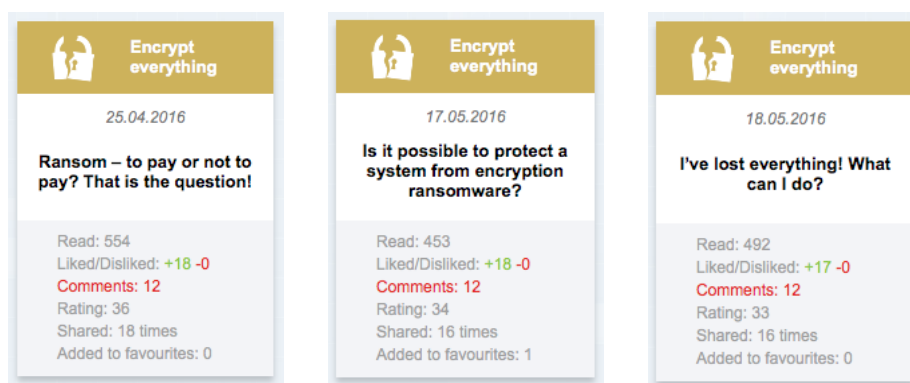 Encrypt
everything
25.04.2016
Ransom – to pay or not to
pay? That is the question!
Read: 554
Liked/Disliked: +18 -0
Comments: 12
Rating: 36
Shared: 18 times
Added to favourites: 0
Encrypt
everything
17.05.2016
Is it possible to protect a
system from encryption
ransomware?
Read: 453
Liked/Disliked: +18 -0
Comments: 12
Rating: 34
Shared: 16 times
Added to favourites: 1
Encrypt
everything
18.05.2016
I've lost everything! What
can I do?
Read: 492
Liked/Disliked: +17 -0
Comments: 12
Rating: 33
Shared: 16 times
Added to favourites: 0